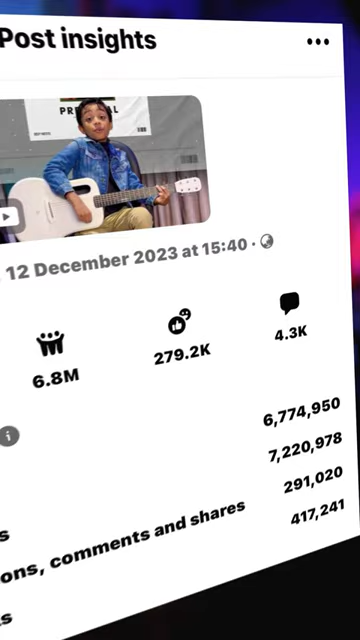 Post insights
12 December 2023 at 15:40 ·
6.8M
279.2K
4.3K
6,774,950
7,220,978
s
291,020
ons, comments and shares
417,241
s